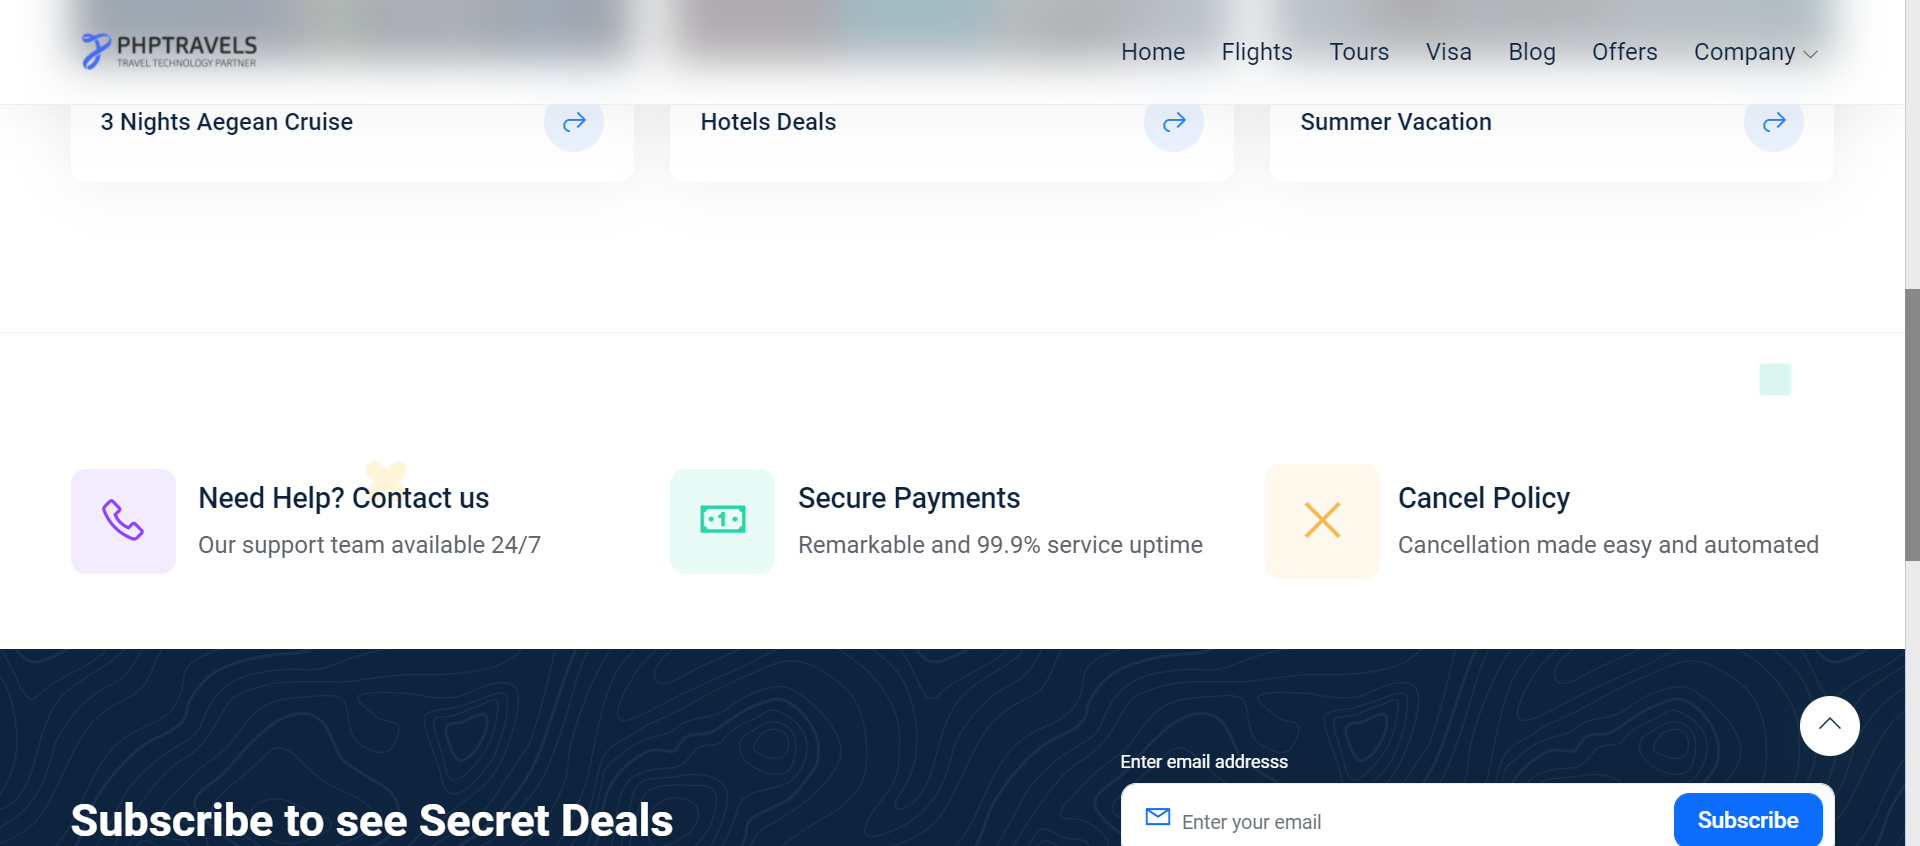 PHPTRAVELS
TRAVEL TECHNOLOGY PARTNER
Home Flights Tours Visa Blog Offers Company
3 Nights Aegean Cruise
Hotels Deals
Summer Vacation
Need Help? Contact us
Our support team available 24/7
1
Secure Payments
Remarkable and 99.9% service uptime
Cancel Policy
Cancellation made easy and automated
Subscribe to see Secret Deals
Enter email addresss
Enter your email
Subscribe